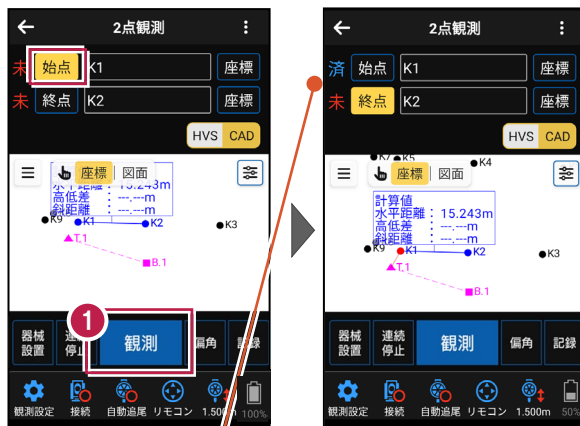 2点観測
未 始点 K1 座標
未 終点 K2 座標
HVS CAD
座標 図面
15.243m
高低差 : ---.---m
斜距離 : ---.---m
K9 K1 K2 K3
T.1
B.1
1
器械設置 観測 偏角 記録
観測設定 接続 自動追尾 リモコン 1.500m 100%
2点観測
済 始点 K1 座標
未 終点 K2 座標
HVS CAD
K7 K5 K4
座標 図面
計算値
水平距離 : 15.243m
高低差 : ---.---m
斜距離 : ---.---m
K9 K1 K2 K3
T.1
B.1
器械設置 連続停止 観測 偏角 記録
観測設定 接続 自動追尾 リモコン 1.500m 50%